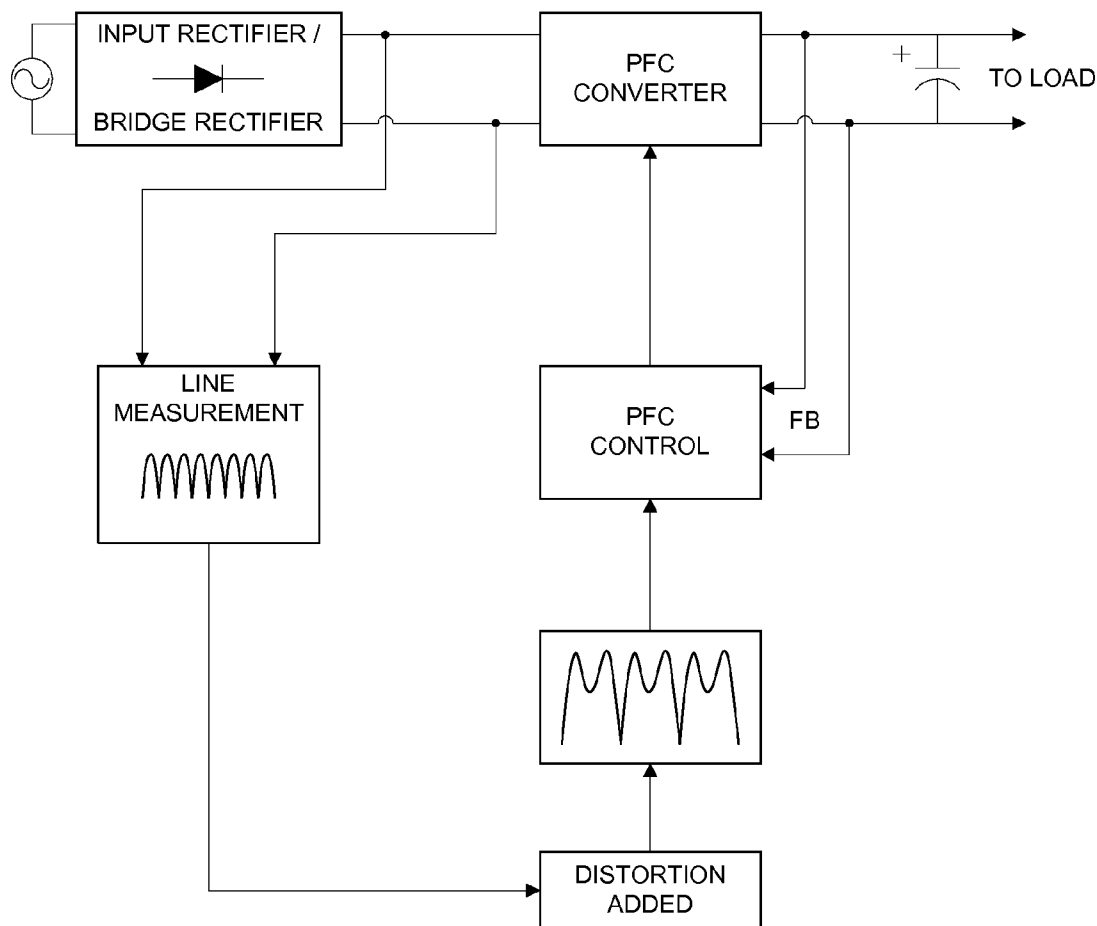 INPUT RECTIFIER /
BRIDGE RECTIFIER
PFC
CONVERTER
+
TO LOAD
LINE
MEASUREMENT
PFC
CONTROL
FB
DISTORTION
ADDED